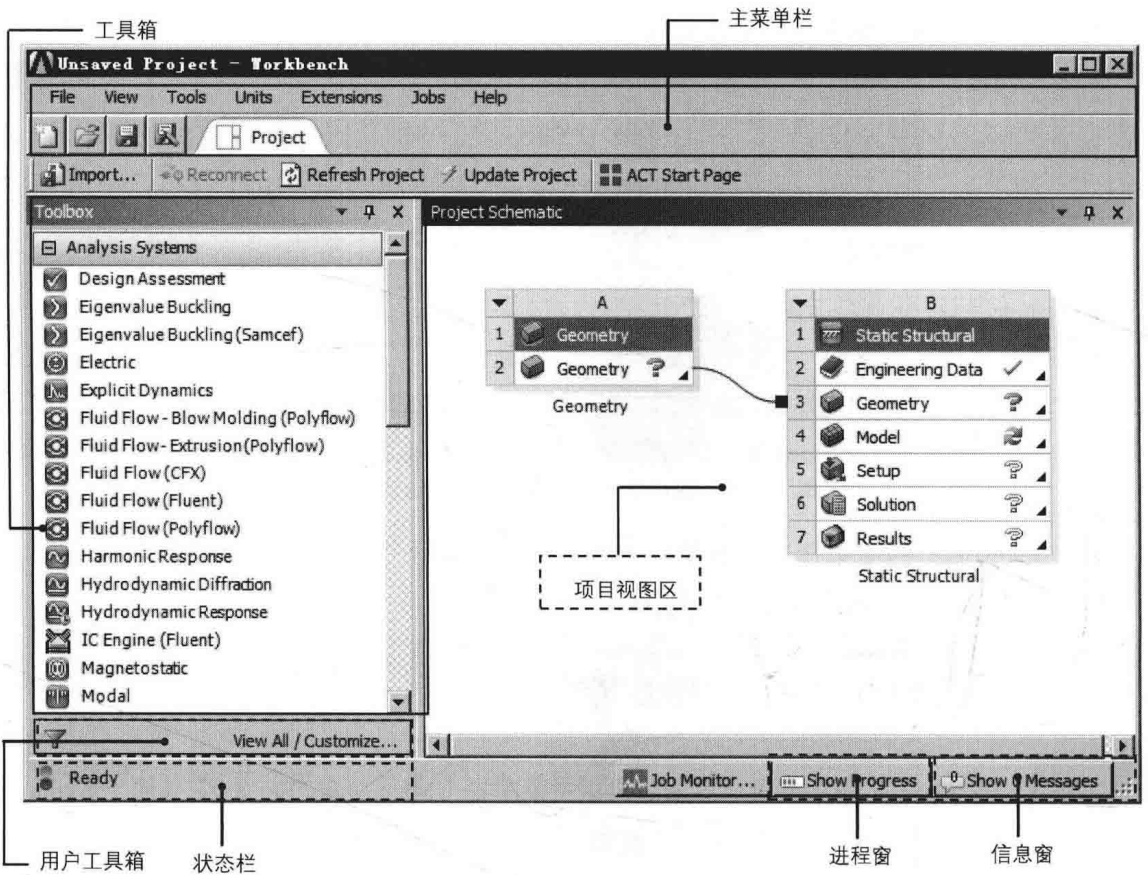 工具箱
主菜单栏
Unsaved Project - Workbench
File View Tools Units Extensions Jobs Help
Project
Import... Reconnect Refresh Project Update Project ACT Start Page
Toolbox
Project Schematic
Analysis Systems
Design Assessment
Eigenvalue Buckling
Eigenvalue Buckling (Samcef)
Electric
Explicit Dynamics
Fluid Flow - Blow Molding (Polyflow)
Fluid Flow - Extrusion (Polyflow)
Fluid Flow (CFX)
Fluid Flow (Fluent)
Fluid Flow (Polyflow)
Harmonic Response
Hydrodynamic Diffraction
Hydrodynamic Response
IC Engine (Fluent)
Magnetostatic
Modal
A
1 Geometry
2 Geometry ?
Geometry
B
1 Static Structural
2 Engineering Data
3 Geometry ?
4 Model
5 Setup ?
6 Solution ?
7 Results ?
Static Structural
项目视图区
View All / Customize...
Ready
Job Monitor... Show Progress Show 0 Messages
用户工具箱
状态栏
进程窗
信息窗